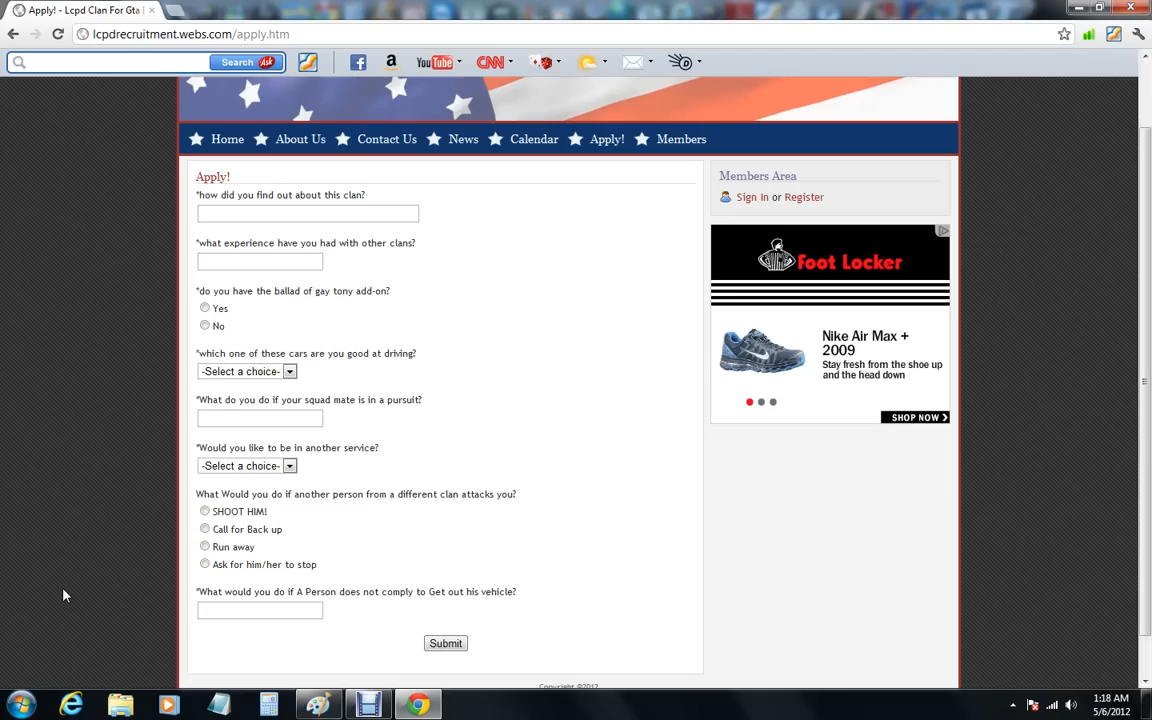 Apply! - Lcpd Clan For Gta
lcpdrecruitment.webs.com/apply.htm
Search Ask
a
YouTube
CNN
Home
About Us
Contact Us
News
Calendar
Apply!
Members
Apply!
*how did you find out about this clan?
*what experience have you had with other clans?
*do you have the ballad of gay tony add-on?
Yes
No
*which one of these cars are you good at driving?
-Select a choice-
*What do you do if your squad mate is in a pursuit?
*Would you like to be in another service?
-Select a choice-
What Would you do if another person from a different clan attacks you?
SHOOT HIM!
Call for Back up
Run away
Ask for him/her to stop
*What would you do if A Person does not comply to Get out his vehicle?
Submit
Members Area
Sign In or Register
Foot Locker
Nike Air Max +
2009
Stay fresh from the shoe up
and the head down
SHOP NOW
Copyright ©2012
1:18 AM
5/6/2012